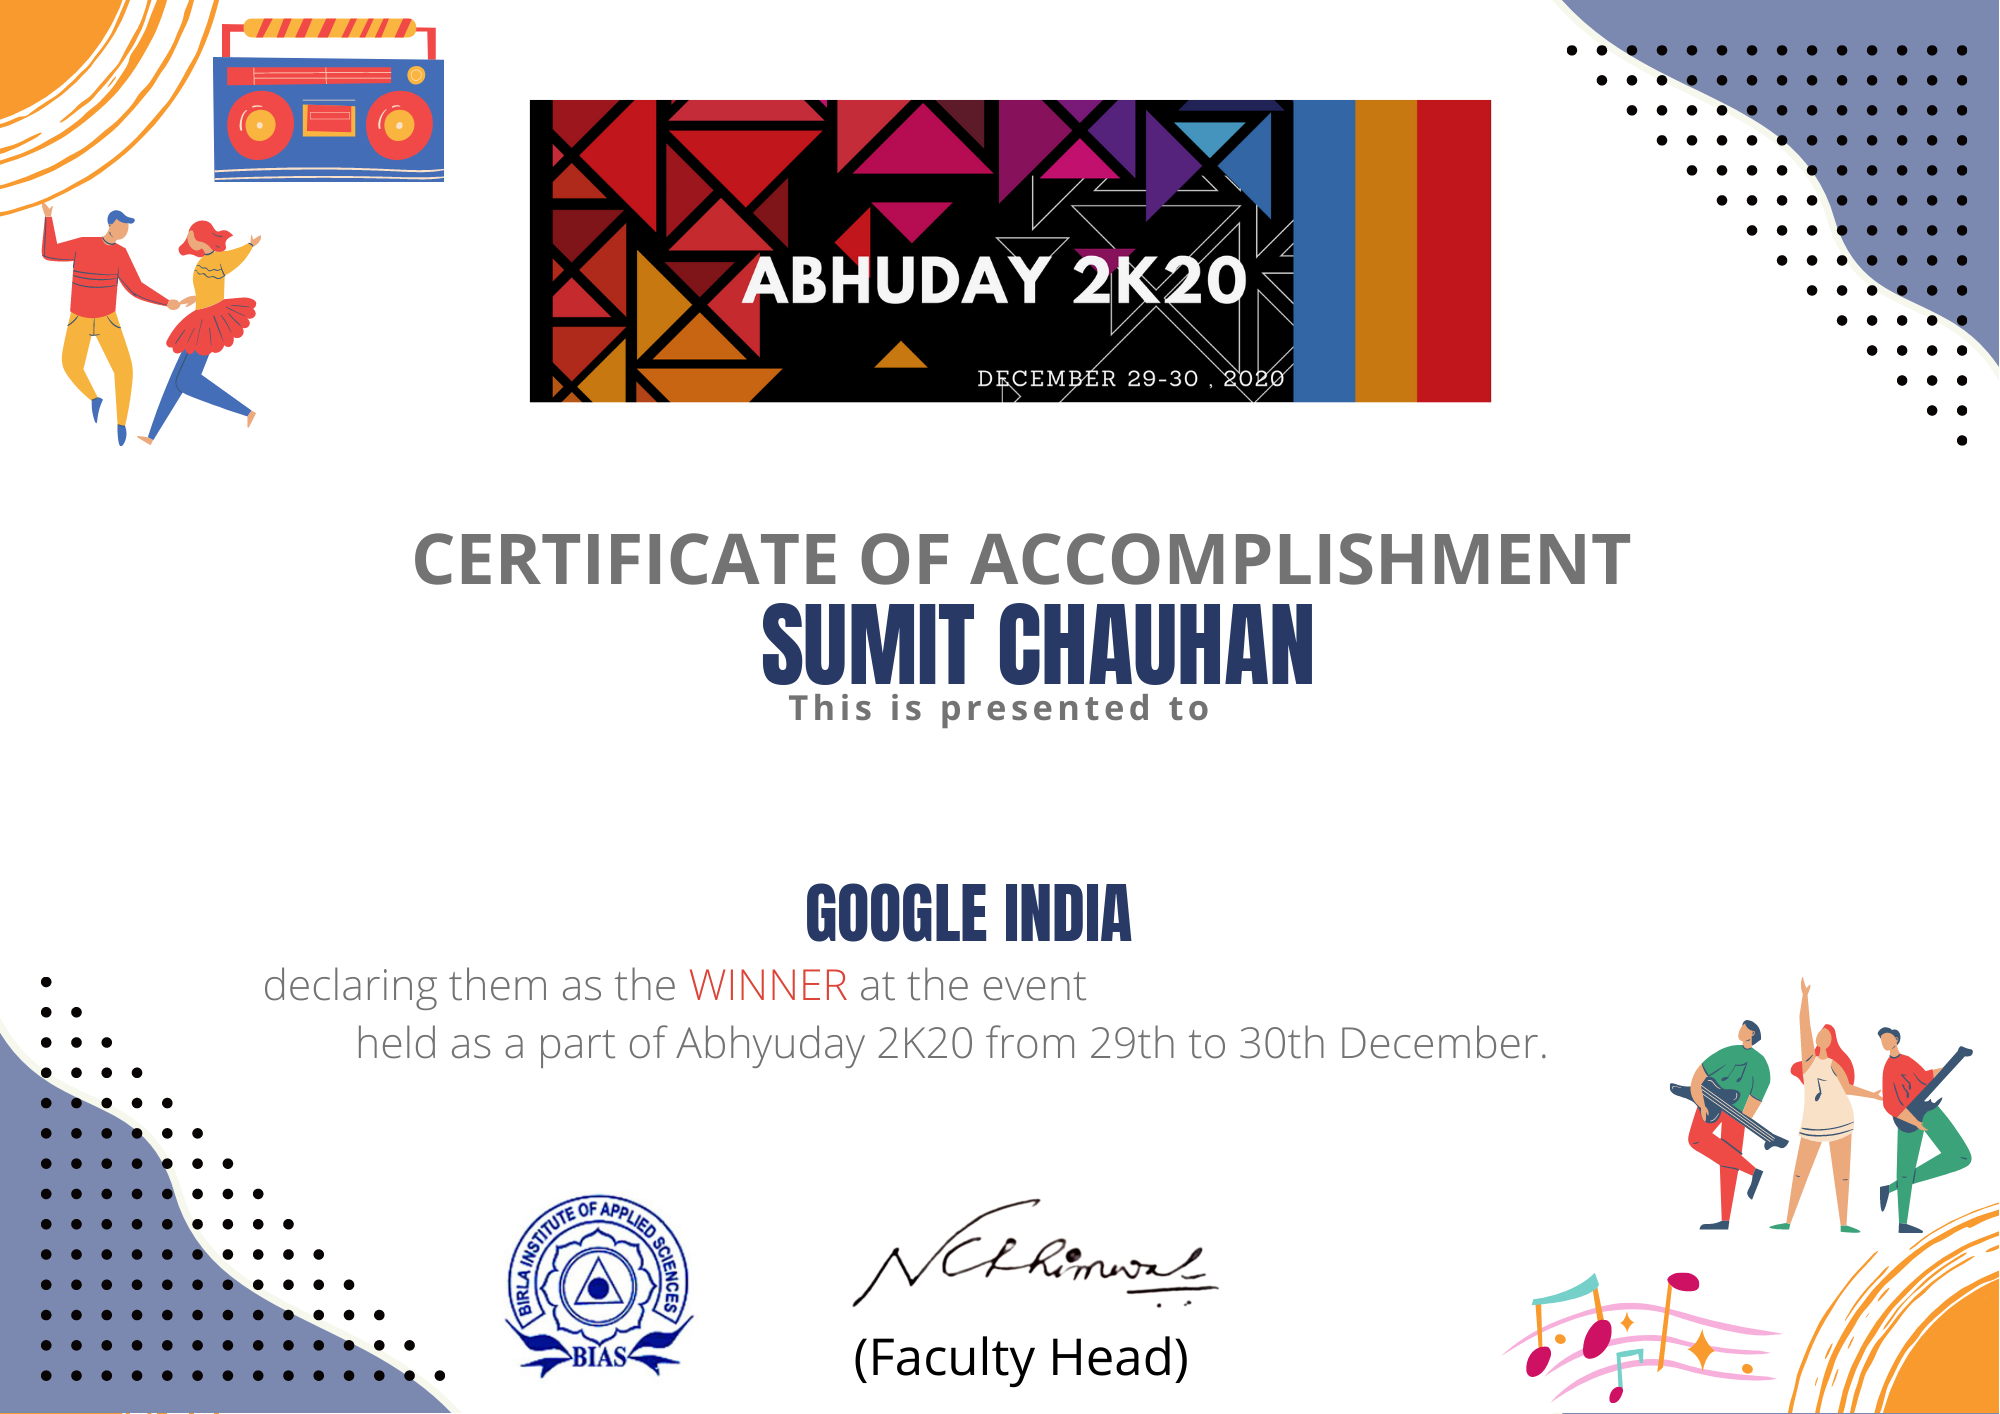 ABHUDAY 2K20
DECEMBER 29-30 , 2020
CERTIFICATE OF ACCOMPLISHMENT
SUMIT CHAUHAN
This is presented to
GOOGLE INDIA
declaring them as the WINNER at the event
held as a part of Abhyuday 2K20 from 29th to 30th December.
BIRLA INSTITUTE OF APPLIED SCIENCES
BIAS
(Faculty Head)